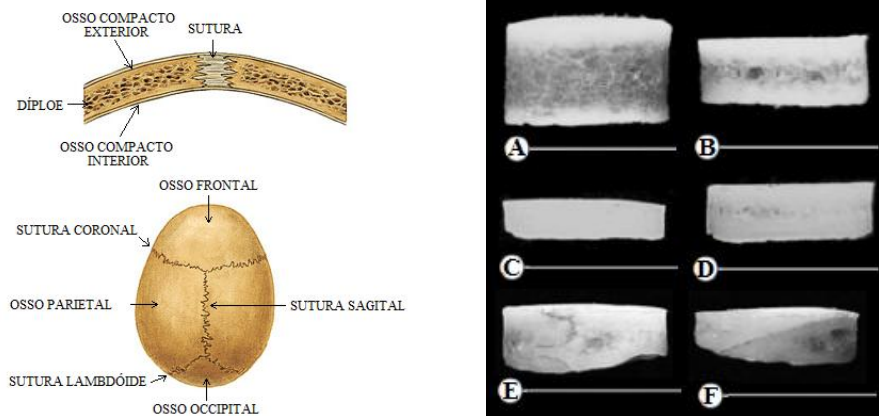 OSSO COMPACTO
EXTERIOR
SUTURA
DÍPLOE
OSSO COMPACTO
INTERIOR
OSSO FRONTAL
SUTURA CORONAL
OSSO PARIETAL
SUTURA SAGITAL
SUTURA LAMBDÓIDE
OSSO OCCIPITAL
A
B
C
D
E
F